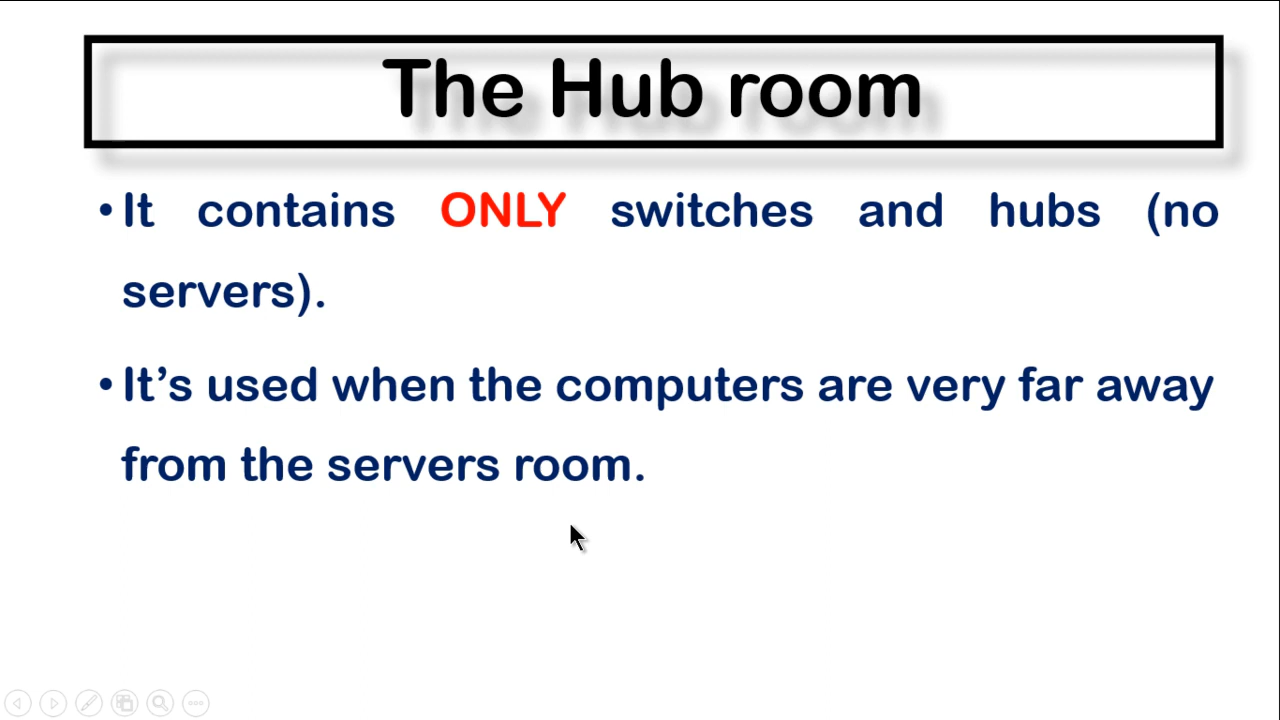 The Hub room
• It contains ONLY switches and hubs (no
servers).
• It’s used when the computers are very far away
from the servers room.